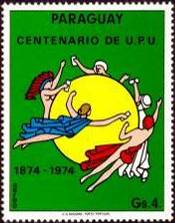 PARAGUAY
CENTENARIO DE U.P.U
1874-1974
Gs.4